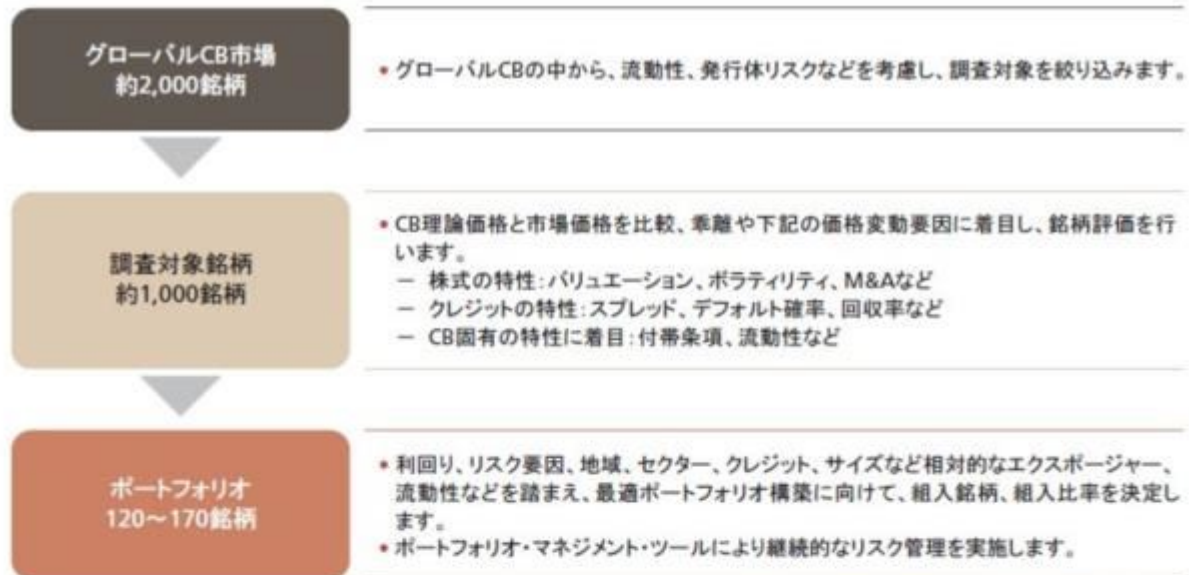 グローバルCB市場
約2,000銘柄
• グローバルCBの中から、流動性、発行体リスクなどを考慮し、調査対象を絞り込みます。
調査対象銘柄
約1,000銘柄
• CB理論価格と市場価格を比較、乖離や下記の価格変動要因に着目し、銘柄評価を行
います。
－ 株式の特性：バリュエーション、ボラティリティ、M&Aなど
－ クレジットの特性：スプレッド、デフォルト確率、回収率など
－ CB固有の特性に着目：付帯条項、流動性など
ポートフォリオ
120～170銘柄
• 利回り、リスク要因、地域、セクター、クレジット、サイズなど相対的なエクスポージャー、
流動性などを踏まえ、最適ポートフォリオ構築に向けて、組入銘柄、組入比率を決定し
ます。
• ポートフォリオ・マネジメント・ツールにより継続的なリスク管理を実施します。